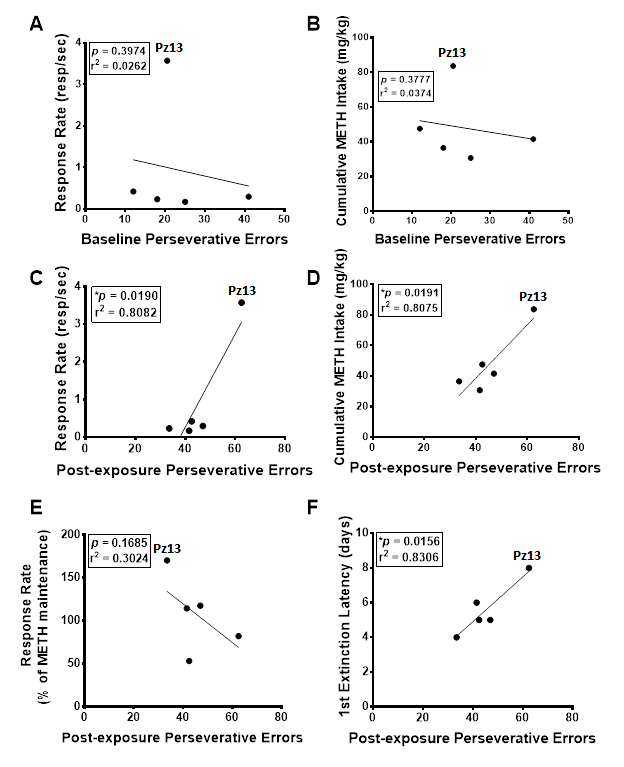 A
p = 0.3974
r2 = 0.0262
Pz13
Response Rate (resp/sec)
4
3
2
1
0
0 10 20 30 40 50
Baseline Perseverative Errors
B
p = 0.3777
r2 = 0.0374
Pz13
Cumulative METH Intake (mg/kg)
100
80
60
40
20
0
0 10 20 30 40 50
Baseline Perseverative Errors
C
*p = 0.0190
r2 = 0.8082
Pz13
Response Rate (resp/sec)
4
3
2
1
0
0 20 40 60 80
Post-exposure Perseverative Errors
D
*p = 0.0191
r2 = 0.8075
Pz13
Cumulative METH Intake (mg/kg)
100
80
60
40
20
0
0 20 40 60 80
Post-exposure Perseverative Errors
E
p = 0.1685
r2 = 0.3024
Pz13
Response Rate
(% of METH maintenance)
200
150
100
50
0
0 20 40 60 80
Post-exposure Perseverative Errors
F
*p = 0.0156
r2 = 0.8306
Pz13
1st Extinction Latency (days)
10
8
6
4
2
0
0 20 40 60 80
Post-exposure Perseverative Errors